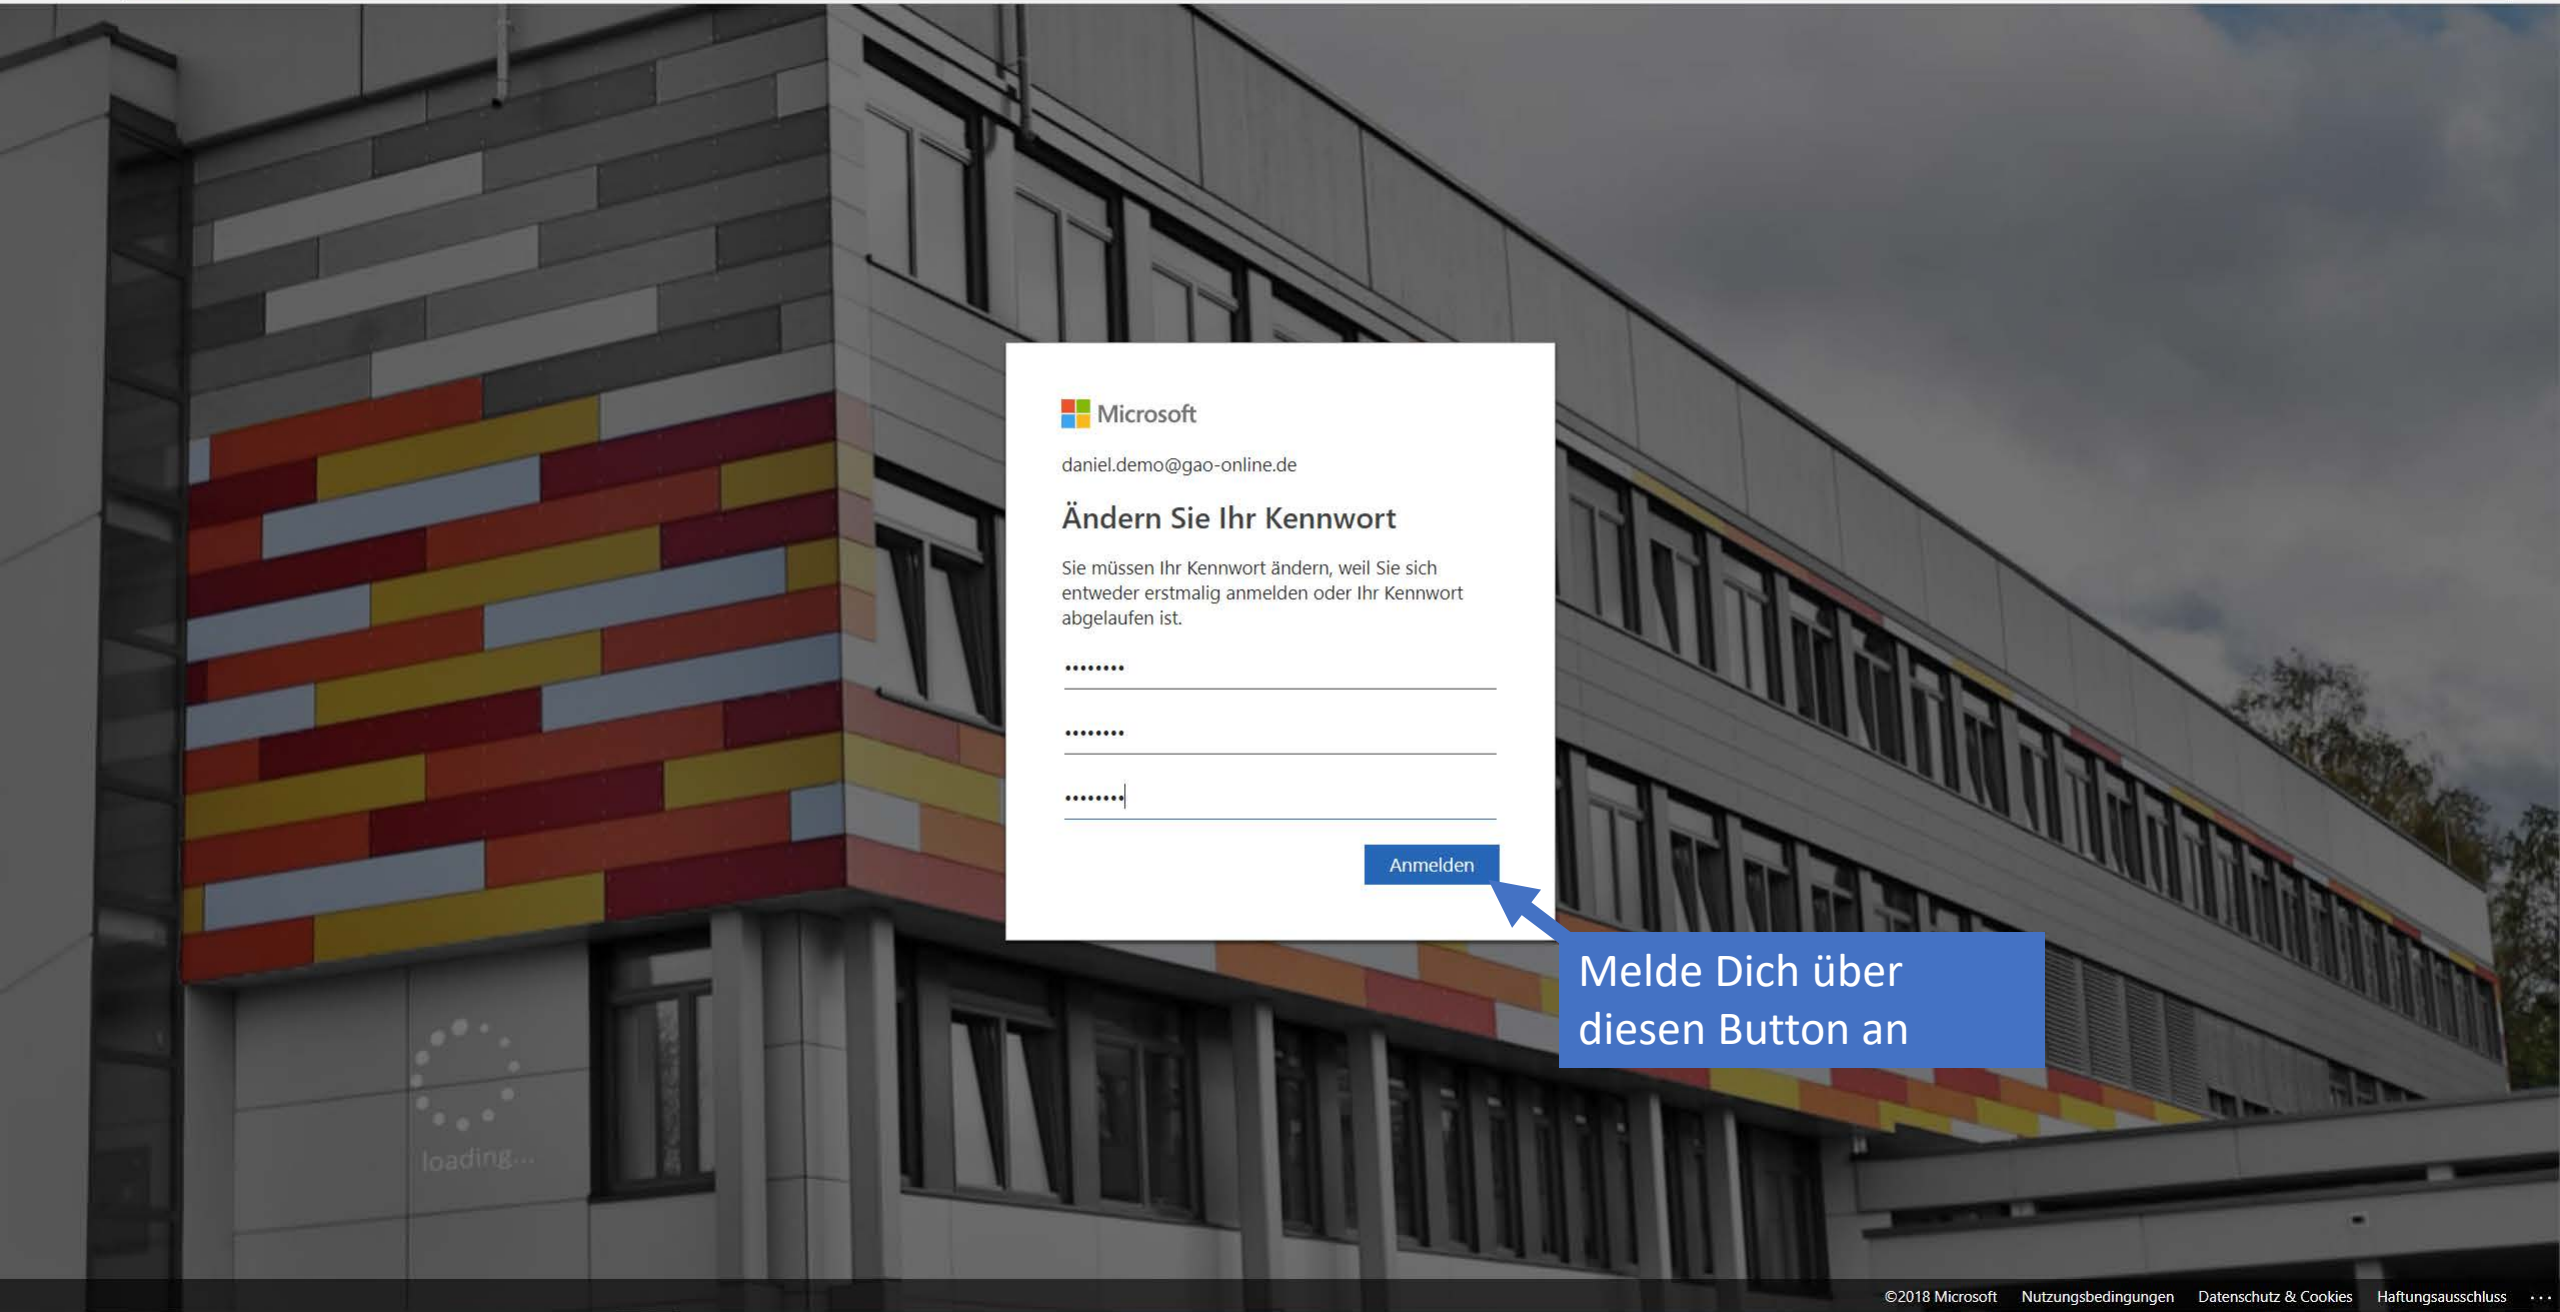 Microsoft
daniel.demo@gao-online.de
Ändern Sie Ihr Kennwort
Sie müssen Ihr Kennwort ändern, weil Sie sich
entweder erstmalig anmelden oder Ihr Kennwort
abgelaufen ist.
••••••••
••••••••
••••••••
Anmelden
Melde Dich über
diesen Button an
loading...
©2018 Microsoft Nutzungsbedingungen Datenschutz & Cookies Haftungsausschluss ...